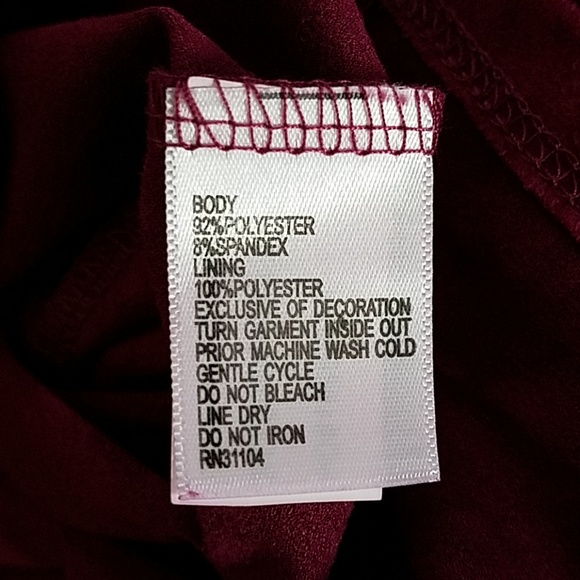 BODY
92%POLYESTER
8%SPANDEX
LINING
100%POLYESTER
EXCLUSIVE OF DECORATION
TURN GARMENT INSIDE OUT
PRIOR MACHINE WASH COLD
GENTLE CYCLE
DO NOT BLEACH
LINE DRY
DO NOT IRON
RN31104